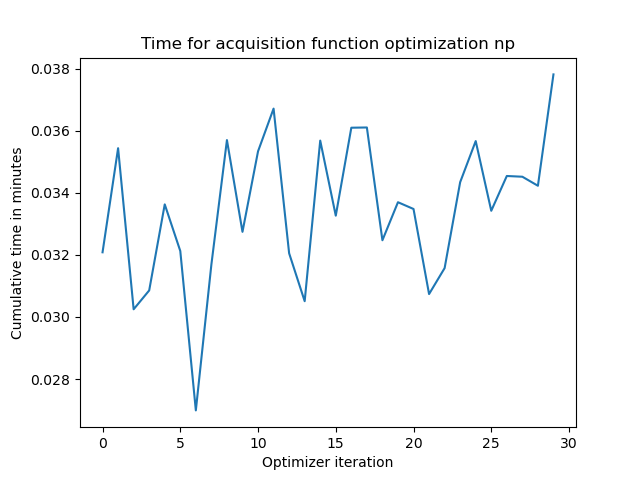 Time for acquisition function optimization np
0.038
0.036
0.034
0.032
0.030
0.028
Cumulative time in minutes
0 5 10 15 20 25 30
Optimizer iteration